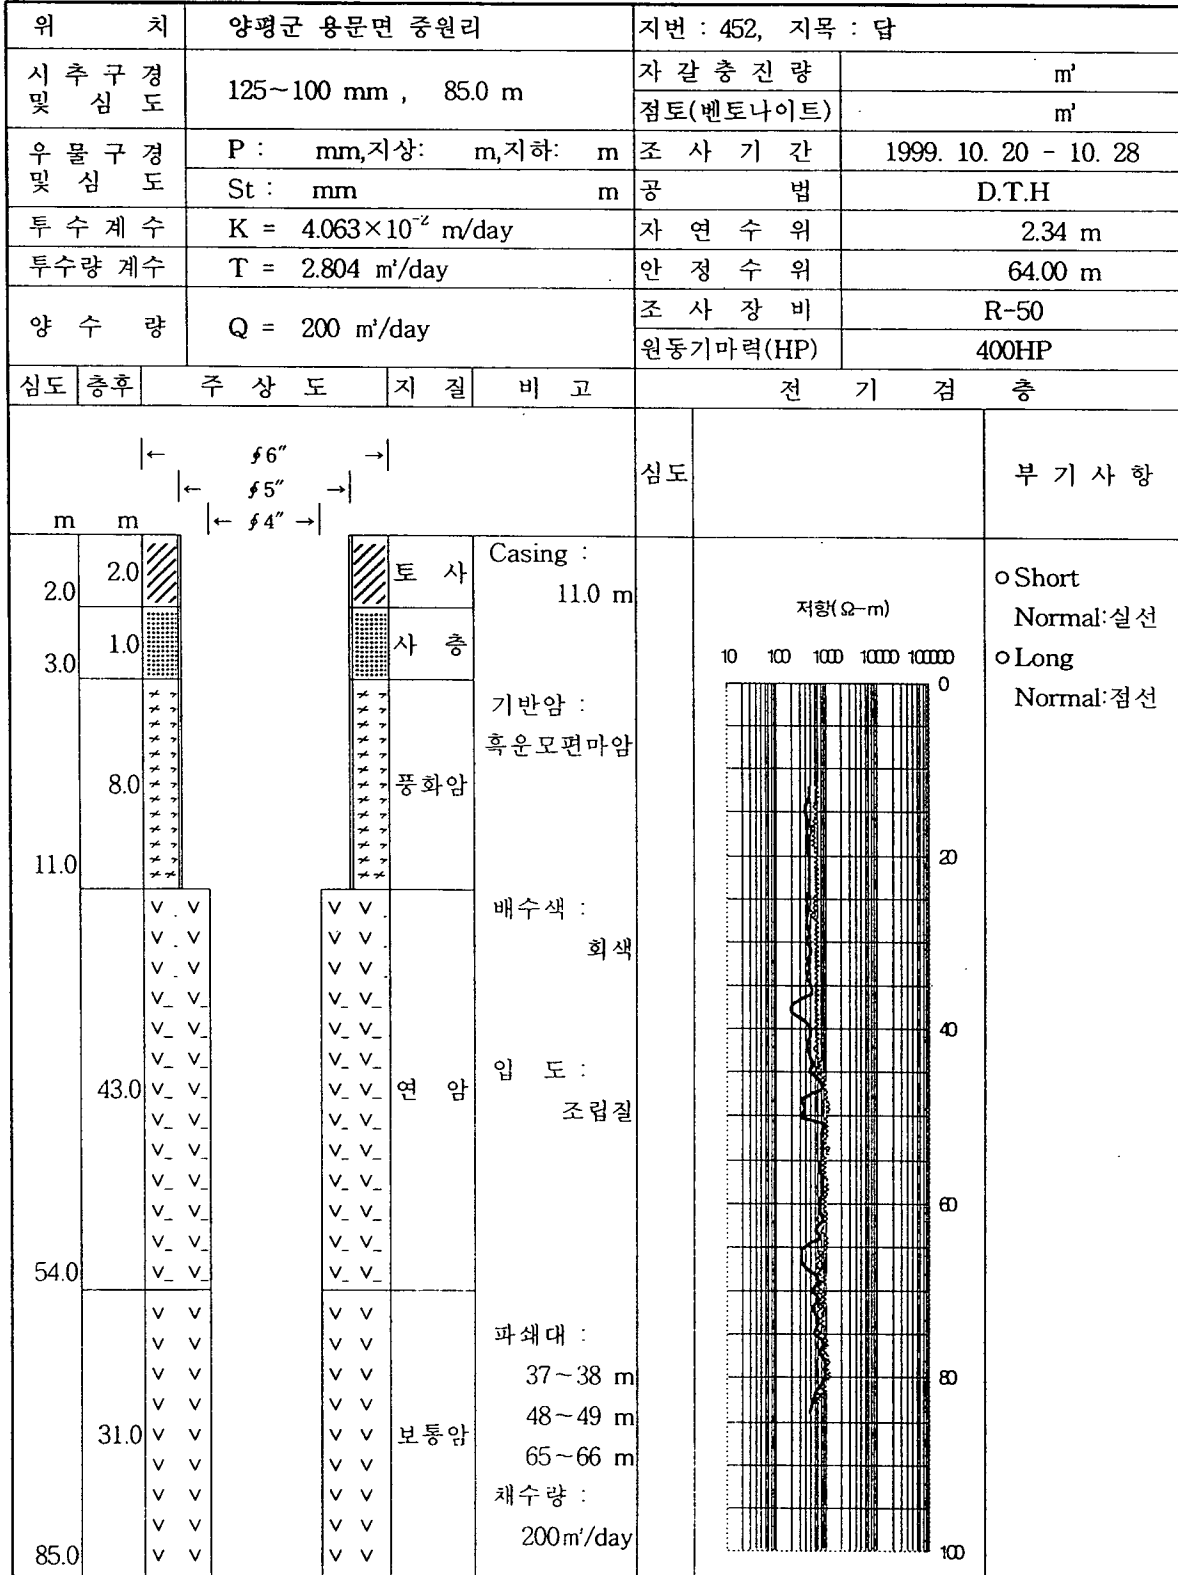 위 치 양평군 용문면 중원리 지번 : 452, 지목 : 답
시 추 구 경 및 심 도 125~100 mm , 85.0 m
자 갈 충 진 량 ㎥
점토(벤토나이트) ㎥
우 물 구 경 및 심 도 P : mm,지상: m,지하: m
St : mm m
조 사 기 간 1999. 10. 20 - 10. 28
공 법 D.T.H
투 수 계 수 K = 4.063×10⁻² m/day 자 연 수 위 2.34 m
투수량 계수 T = 2.804 ㎡/day 안 정 수 위 64.00 m
양 수 량 Q = 200 ㎥/day
조 사 장 비 R-50
원동기마력(HP) 400HP
심도 층후 주 상 도 지 질 비 고 전 기 검 층
|← ∮6″ →|
|← ∮5″ →|
|← ∮4″ →|
m m
심도 부 기 사 항
2.0 2.0 토 사
Casing :
11.0 m
3.0 1.0 사 층
11.0 8.0 풍화암
기반암 :
흑운모편마암
배수색 :
회색
54.0 43.0 연 암
입 도 :
조립질
85.0 31.0 보통암
파쇄대 :
37~38 m
48~49 m
65~66 m
채수량 :
200㎥/day
저항(Ω-m)
10 100 1000 10000 100000
0
20
40
60
80
100
○ Short
Normal:실선
○ Long
Normal:점선